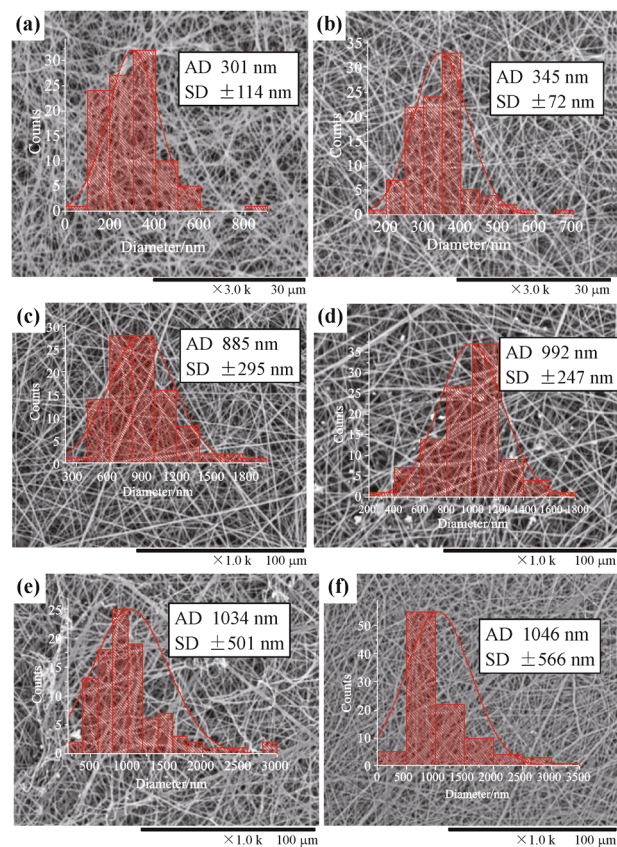 (a)
AD 301 nm
SD ±114 nm
Counts
30
25
20
15
10
5
0
0 200 400 600 800
Diameter/nm
×3.0 k 30 μm
(b)
AD 345 nm
SD ±72 nm
Counts
35
30
25
20
15
10
5
0
200 300 400 500 600 700
Diameter/nm
×3.0 k 30 μm
(c)
AD 885 nm
SD ±295 nm
Counts
30
25
20
15
10
5
0
300 600 900 1200 1500 1800
Diameter/nm
×1.0 k 100 μm
(d)
AD 992 nm
SD ±247 nm
Counts
35
30
25
20
15
10
5
0
200 400 600 800 1000 1200 1400 1600 1800
Diameter/nm
×1.0 k 100 μm
(e)
AD 1034 nm
SD ±501 nm
Counts
25
20
15
10
5
0
500 1000 1500 2000 2500 3000
Diameter/nm
×1.0 k 100 μm
(f)
AD 1046 nm
SD ±566 nm
Counts
50
40
30
20
10
0
0 500 1000 1500 2000 2500 3000 3500
Diameter/nm
×1.0 k 100 μm